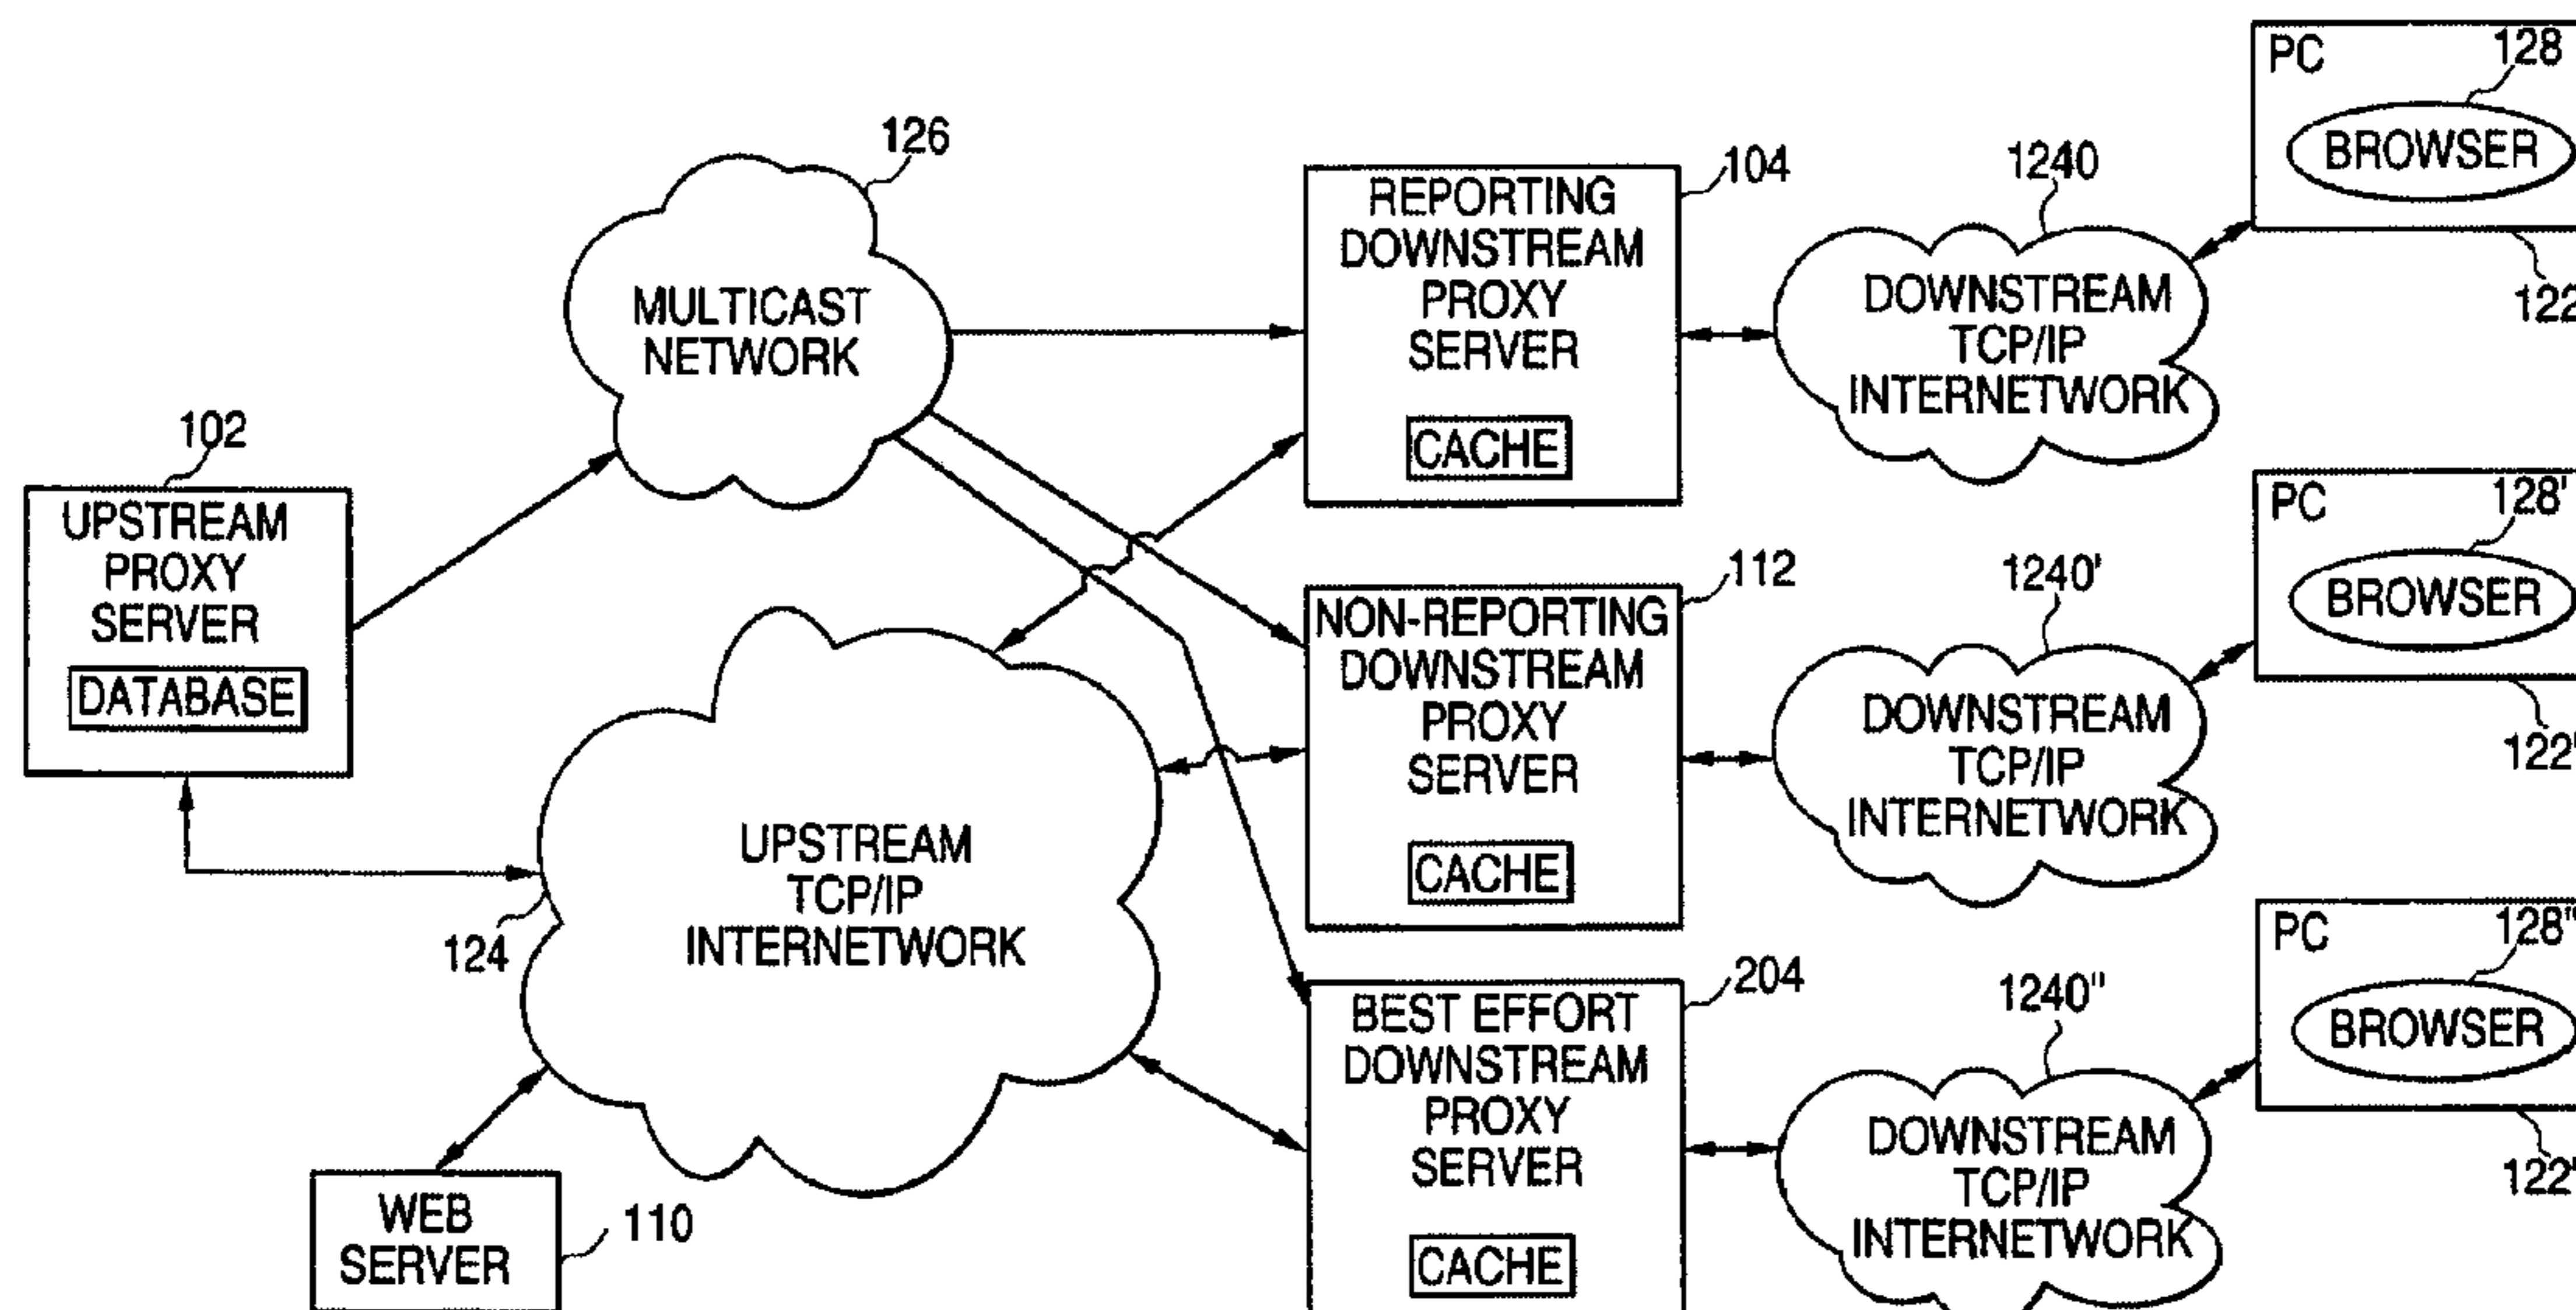 126
MULTICAST
NETWORK
102
UPSTREAM
PROXY
SERVER
DATABASE
UPSTREAM
TCP/IP
INTERNETWORK
124
WEB
SERVER
110
104
REPORTING
DOWNSTREAM
PROXY
SERVER
CACHE
112
NON-REPORTING
DOWNSTREAM
PROXY
SERVER
CACHE
204
BEST EFFORT
DOWNSTREAM
PROXY
SERVER
CACHE
1240
DOWNSTREAM
TCP/IP
INTERNETWORK
1240'
DOWNSTREAM
TCP/IP
INTERNETWORK
1240"
DOWNSTREAM
TCP/IP
INTERNETWORK
PC
128
BROWSER
122
PC
128'
BROWSER
122'
PC
128"
BROWSER